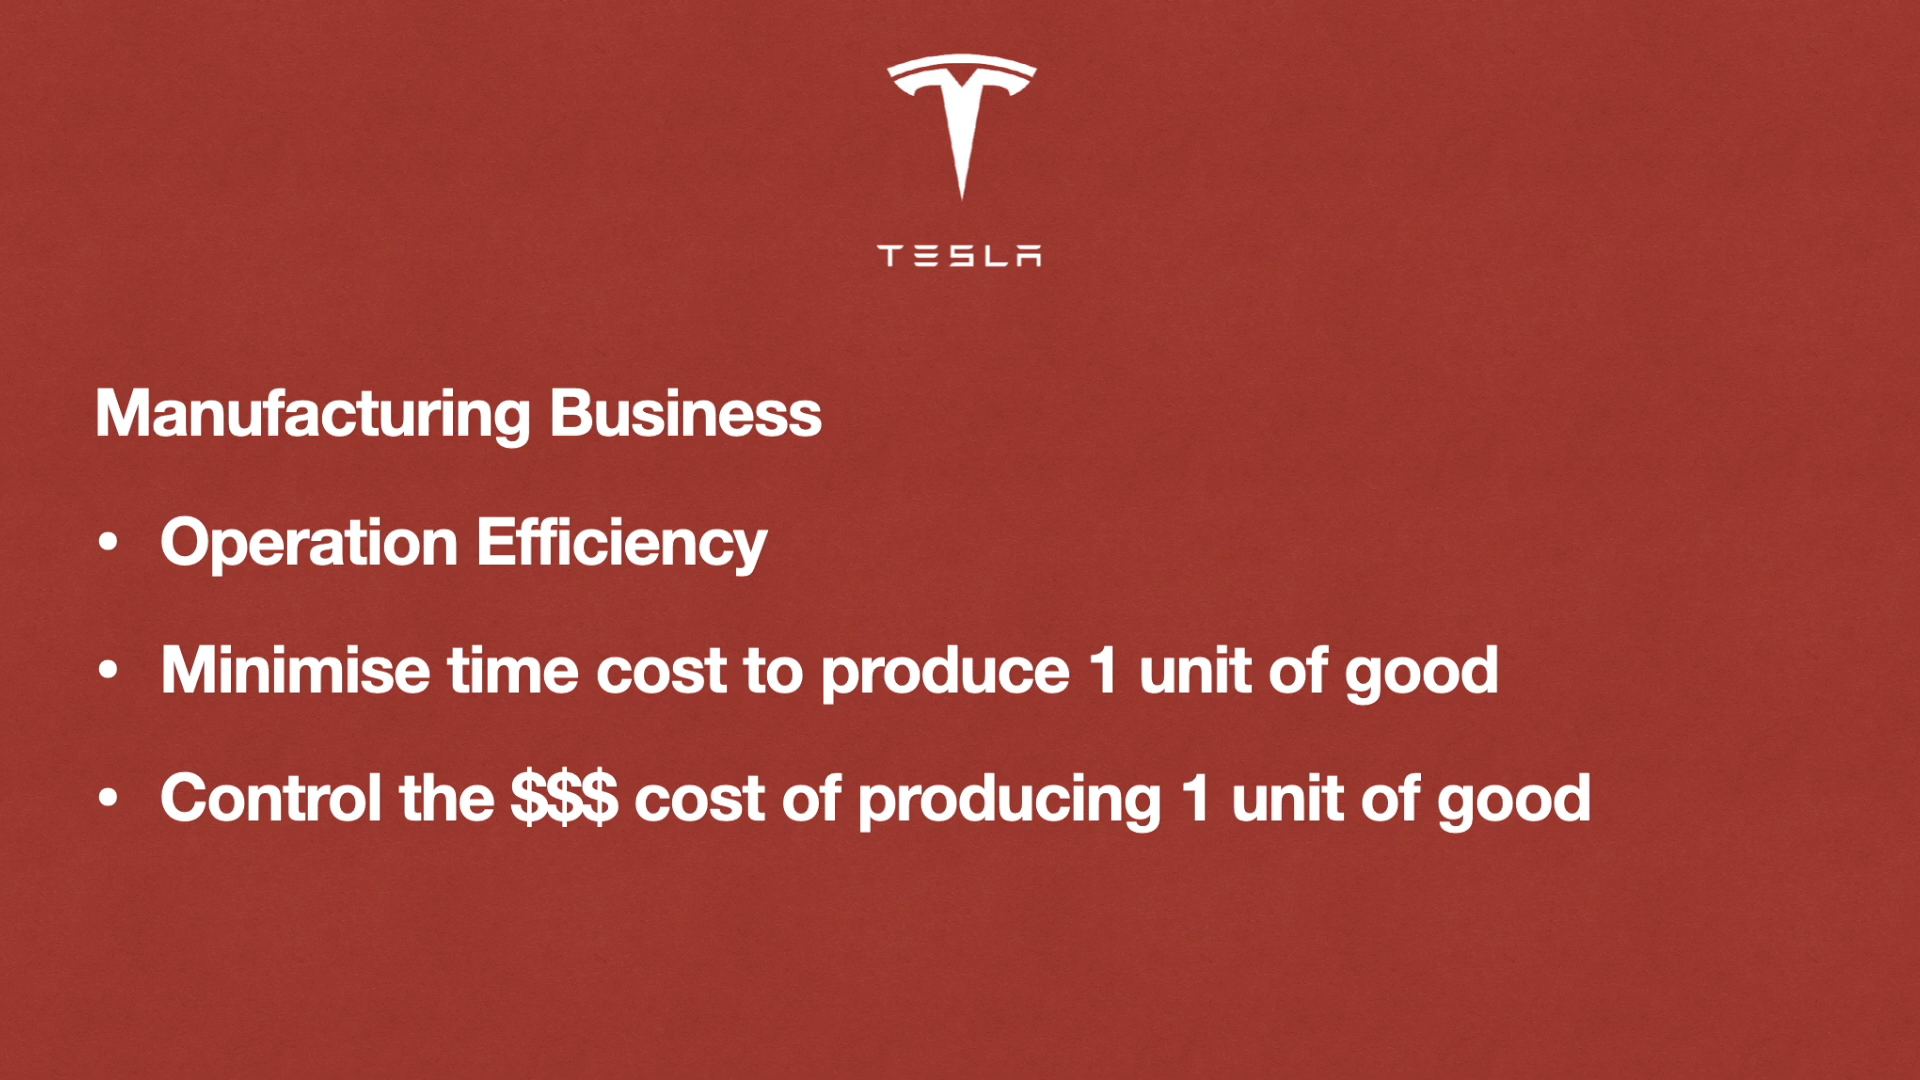 TESLA
Manufacturing Business
• Operation Efficiency
• Minimise time cost to produce 1 unit of good
• Control the $$$ cost of producing 1 unit of good